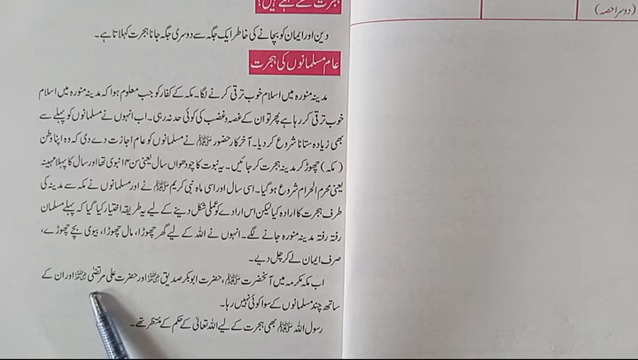 ہجرت کسے کہتے ہیں؟
دین اور ایمان کو بچانے کی خاطر ایک جگہ سے دوسری جگہ جانا ہجرت کہلاتا ہے۔
عام مسلمانوں کی ہجرت
مدینہ منورہ میں اسلام خوب ترقی کرنے لگا۔ مکہ کے کفار کو جب معلوم ہوا کہ مدینہ منورہ میں اسلام
خوب ترقی کر رہا ہے پھر تو ان کے غصہ و غضب کی کوئی حد نہ رہی۔ اب انہوں نے مسلمانوں کو پہلے سے
بھی زیادہ ستانا شروع کر دیا۔ آخر کار حضور ﷺ نے مسلمانوں کو عام اجازت دے دی کہ وہ اپنا وطن
(مکہ) چھوڑ کر مدینہ ہجرت کر جائیں۔ یہ نبوت کا چودھواں سال یعنی سن ۱۴ نبوی تھا اور سال کا پہلا مہینہ
یعنی محرم الحرام شروع ہو گیا۔ اسی سال اور اسی ماہ نبی کریم ﷺ نے اور مسلمانوں نے مکہ سے مدینہ کی
طرف ہجرت کا ارادہ کیا لیکن اس ارادے کو عملی شکل دینے کے لیے یہ طریقہ اختیار کیا گیا کہ پہلے مسلمان
رفتہ رفتہ مدینہ منورہ جانے لگے۔ انہوں نے اللہ کے لیے گھر چھوڑا، مال چھوڑا، بیوی بچے چھوڑے،
صرف ایمان لے کر چل دیے۔
اب مکہ مکرمہ میں آنحضرت ﷺ، حضرت ابوبکر صدیق ؓ اور حضرت علی مرتضیٰ ؓ اور ان کے
ساتھ چند مسلمانوں کے سوا کوئی نہیں رہا۔
رسول اللہ ﷺ بھی ہجرت کے لیے اللہ تعالیٰ کے حکم کے منتظر تھے۔
(دوسرا حصہ)